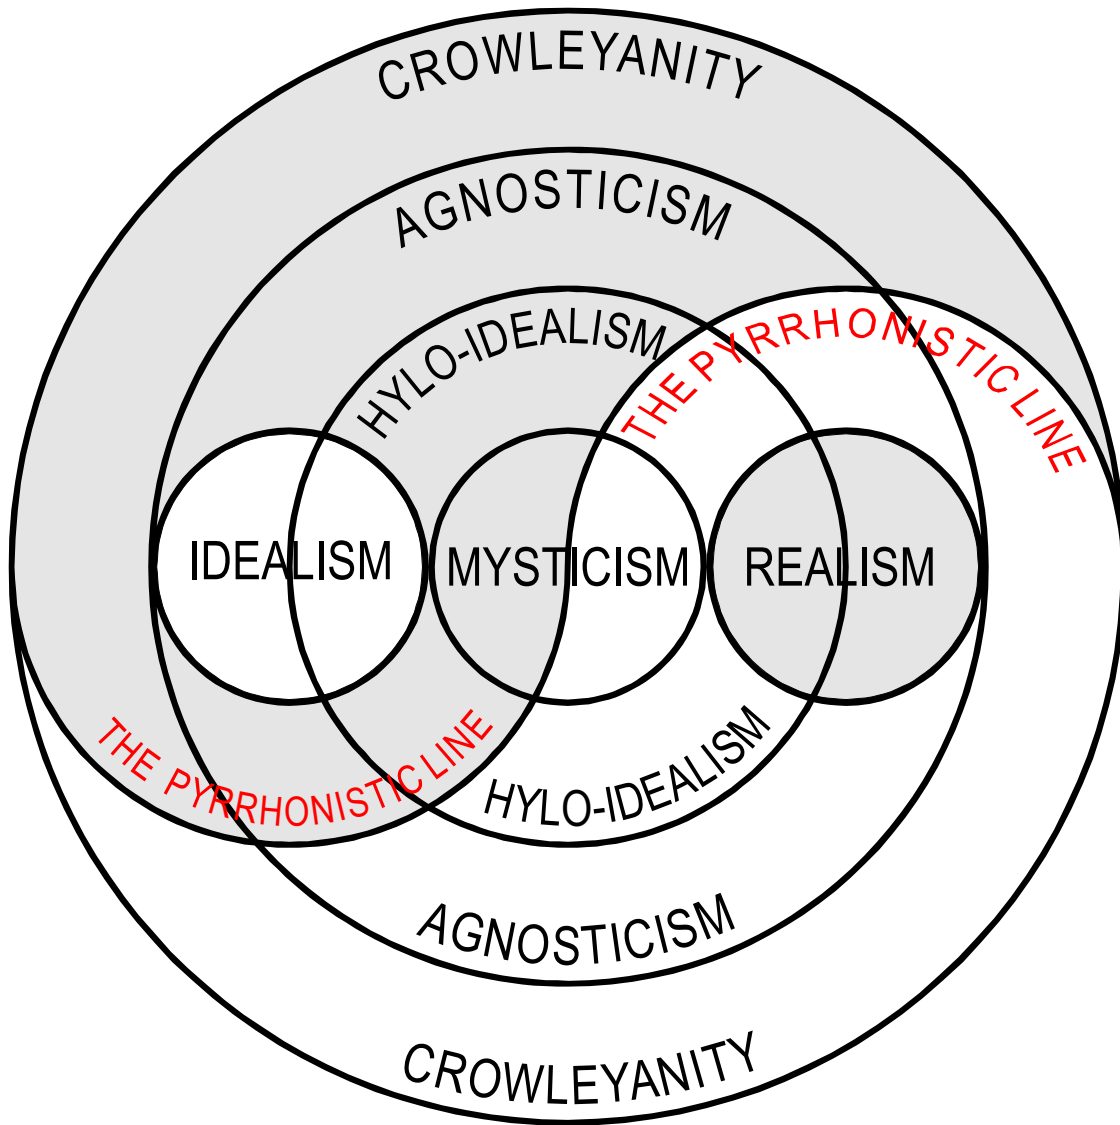 CROWLEYANITY
AGNOSTICISM
HYLO-IDEALISM
THE PYRRHONISTIC LINE
IDEALISM
MYSTICISM
REALISM
THE PYRRHONISTIC LINE
HYLO-IDEALISM
AGNOSTICISM
CROWLEYANITY